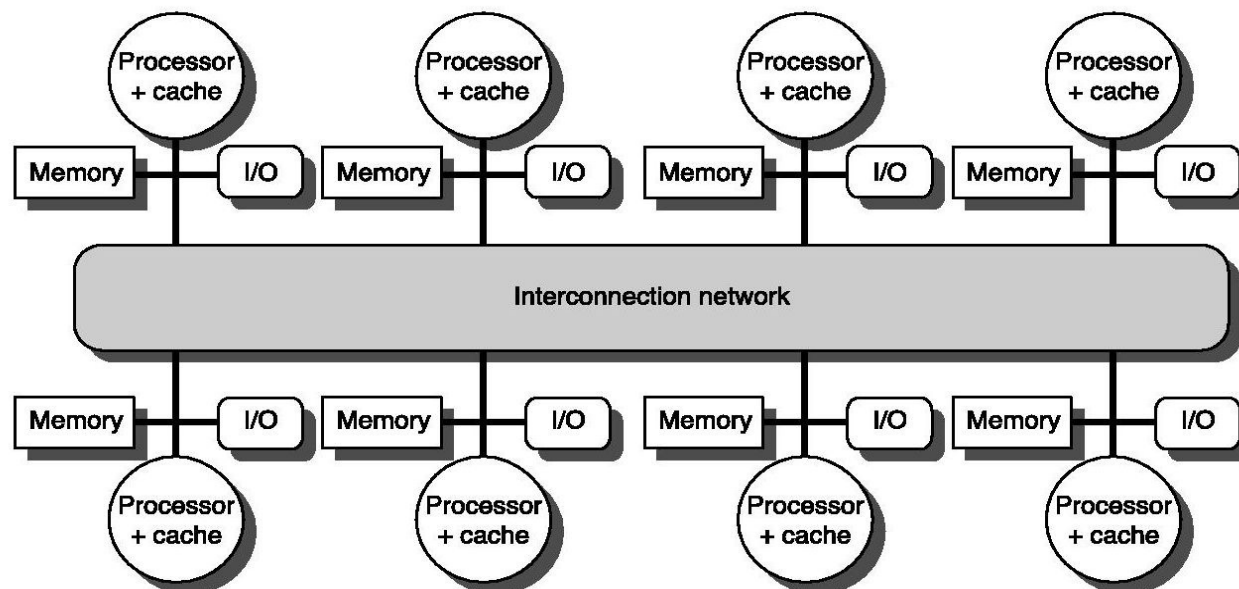 Processor
+ cache
Processor
+ cache
Processor
+ cache
Processor
+ cache
Memory
I/O
Memory
I/O
Memory
I/O
Memory
I/O
Interconnection network
Memory
I/O
Memory
I/O
Memory
I/O
Memory
I/O
Processor
+ cache
Processor
+ cache
Processor
+ cache
Processor
+ cache